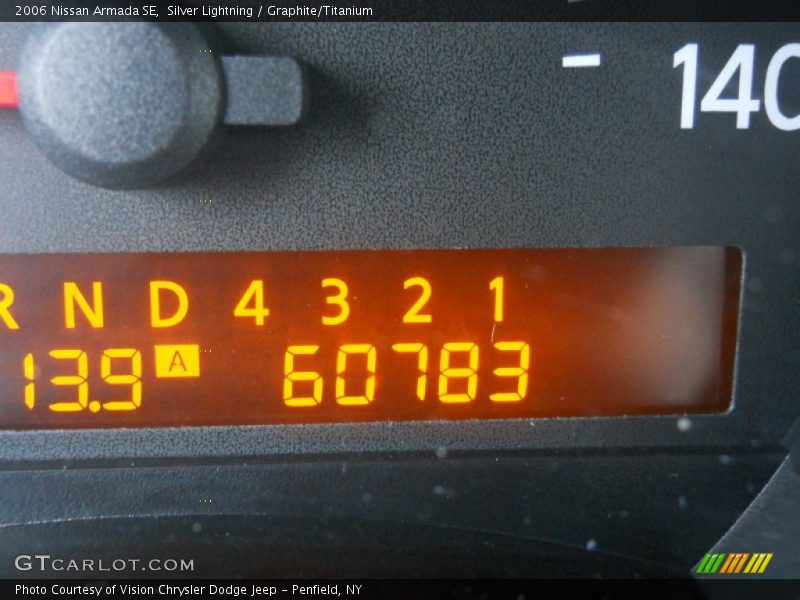 2006 Nissan Armada SE,  Silver Lightning / Graphite/Titanium
140
R N D 4 3 2 1
13.9 A 60783
GTCARLOT.COM
Photo Courtesy of Vision Chrysler Dodge Jeep - Penfield, NY